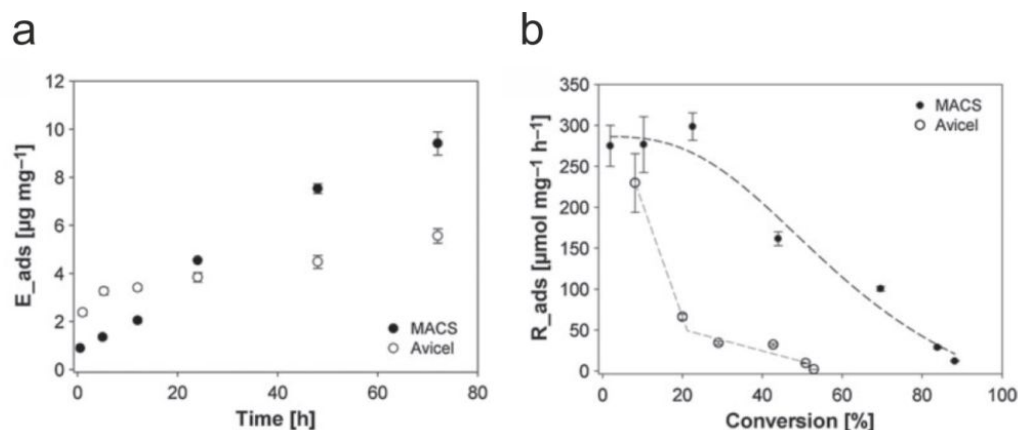 a
b
12
10
8
6
4
2
0
E_ads [µg mg⁻¹]
MACS
Avicel
0 20 40 60 80
Time [h]
350
300
250
200
150
100
50
0
R_ads [µmol mg⁻¹ h⁻¹]
MACS
Avicel
0 20 40 60 80 100
Conversion [%]